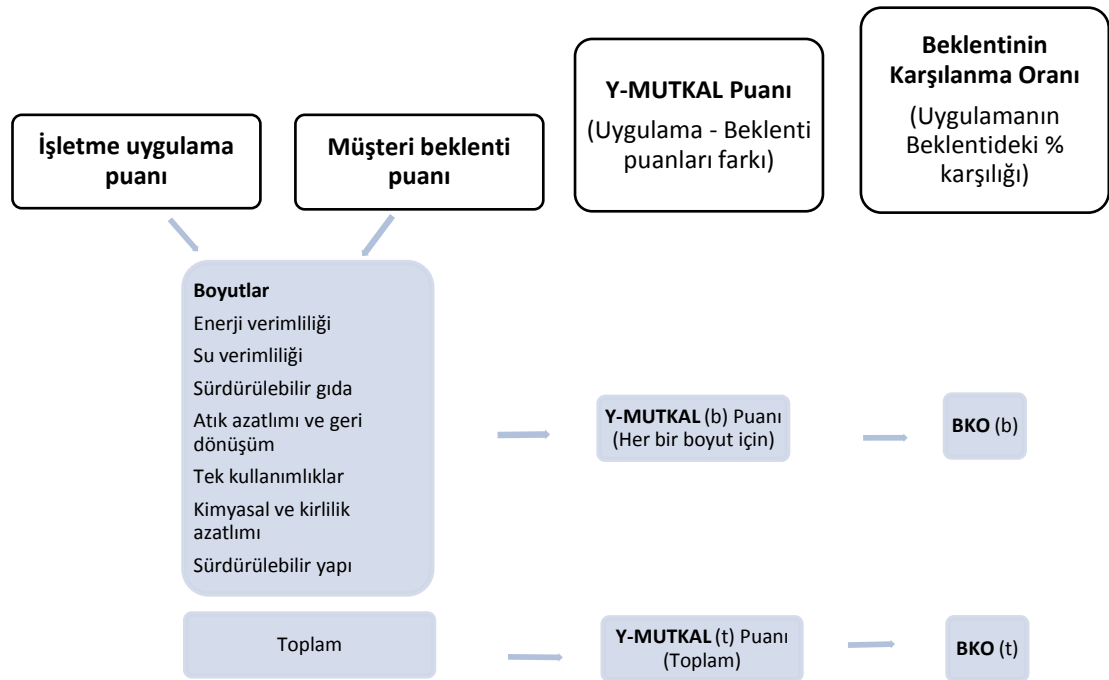 İşletme uygulama
puanı
Müşteri beklenti
puanı
Y-MUTKAL Puanı
(Uygulama - Beklenti
puanları farkı)
Beklentinin
Karşılanma Oranı
(Uygulamanın
Beklentideki %
karşılığı)
Boyutlar
Enerji verimliliği
Su verimliliği
Sürdürülebilir gıda
Atık azatlımı ve geri
dönüşüm
Tek kullanımlıklar
Kimyasal ve kirlilik
azatlımı
Sürdürülebilir yapı
Y-MUTKAL (b) Puanı
(Her bir boyut için)
BKO (b)
Toplam
Y-MUTKAL (t) Puanı
(Toplam)
BKO (t)